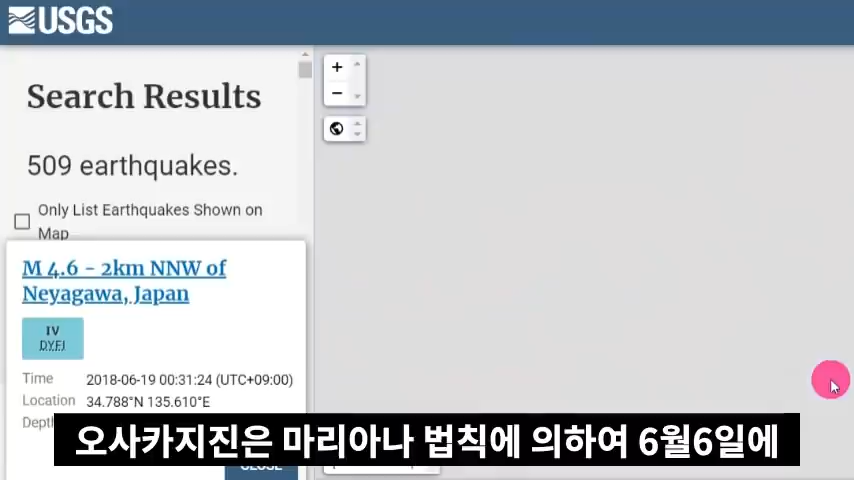 USGS
Search Results
509 earthquakes.
Only List Earthquakes Shown on
Map
M 4.6 - 2km NNW of
Neyagawa, Japan
IV
DYFI
Time 2018-06-19 00:31:24 (UTC+09:00)
Location 34.788°N 135.610°E
Dept
+
−
오사카지진은 마리아나 법칙에 의하여 6월6일에